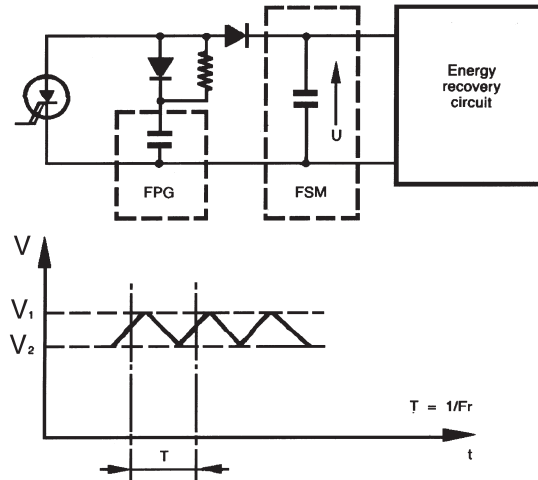 Energy
recovery
circuit
U
FPG
FSM
V
V₁
V₂
T = 1/Fr
T
t